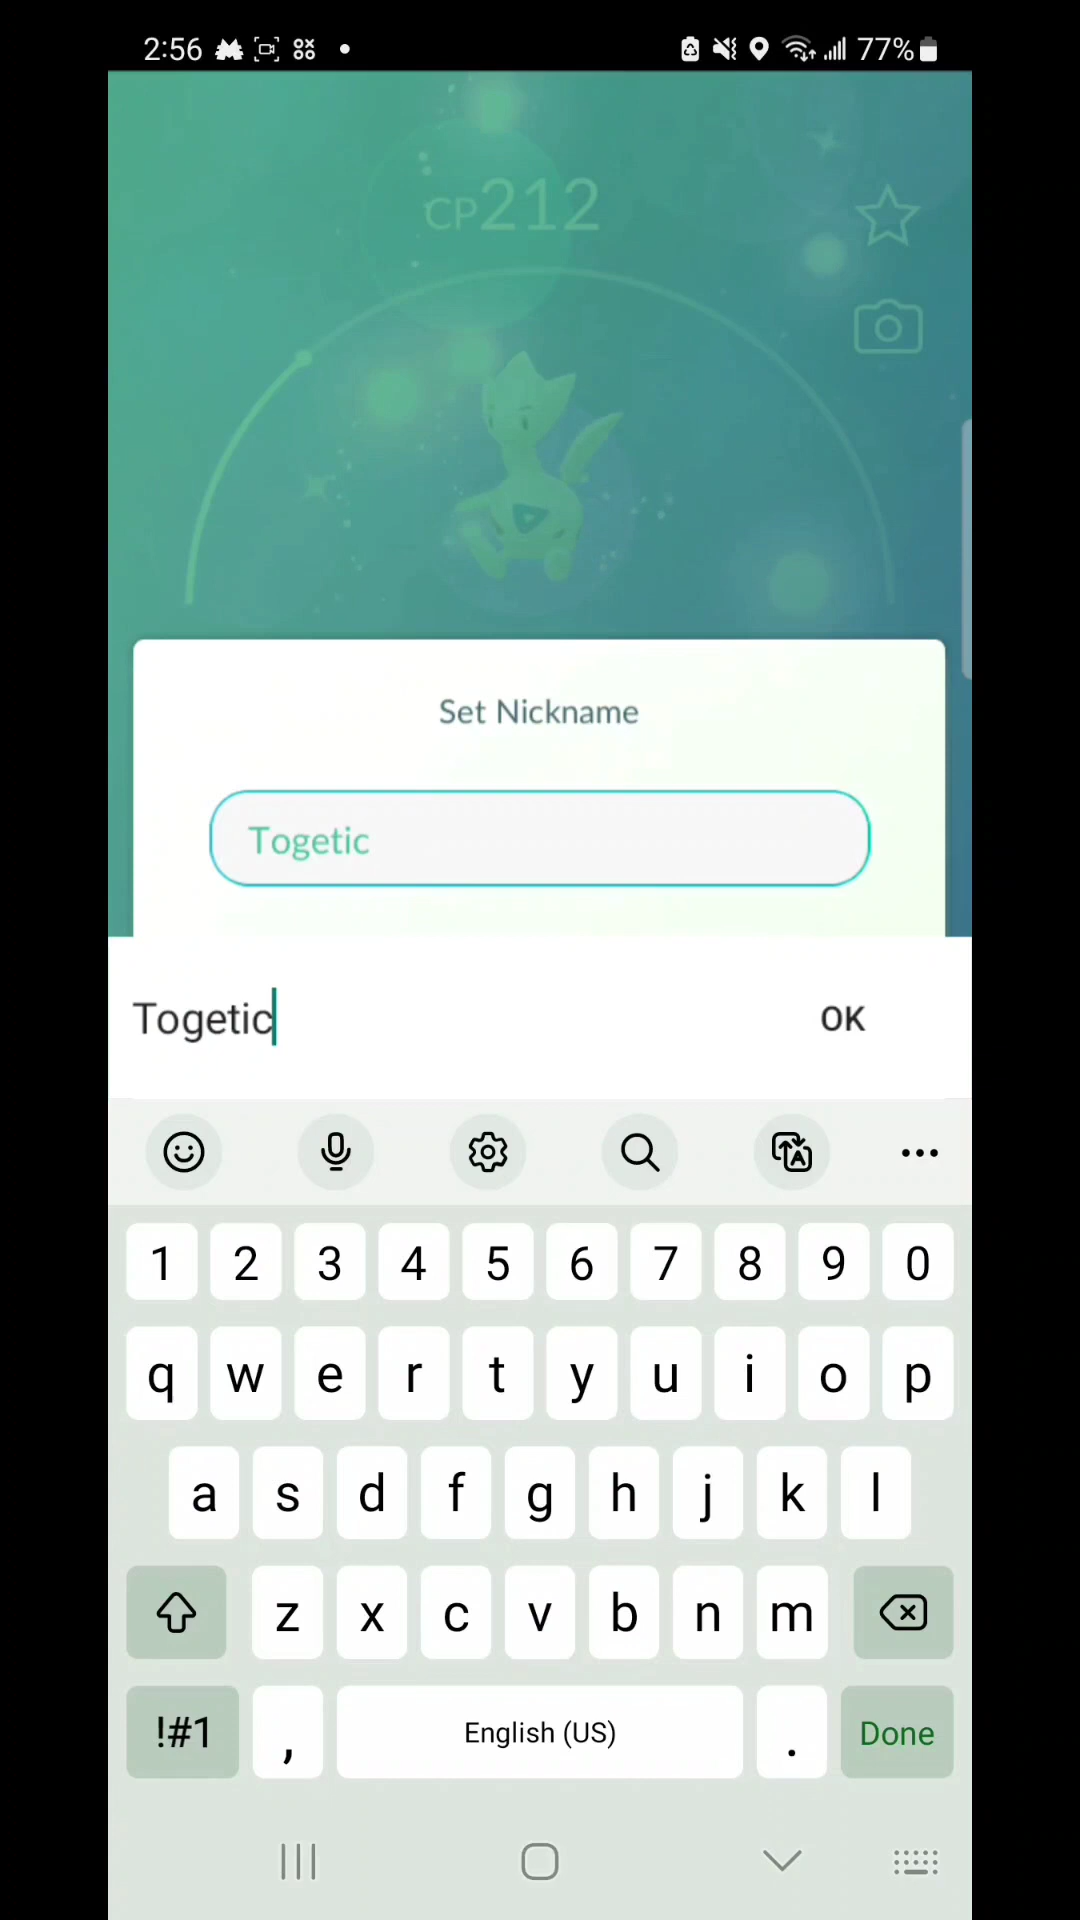 2:56
77%
CP212
Set Nickname
Togetic
Togetic
OK
1 2 3 4 5 6 7 8 9 0
q w e r t y u i o p
a s d f g h j k l
z x c v b n m
!#1 , English (US) . Done